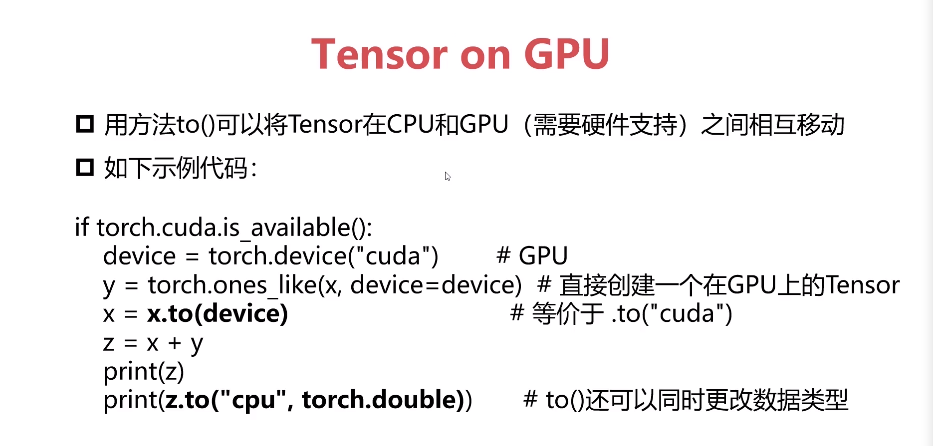 Tensor on GPU
用方法to()可以将Tensor在CPU和GPU（需要硬件支持）之间相互移动
如下示例代码：
if torch.cuda.is_available():
    device = torch.device("cuda")        # GPU
    y = torch.ones_like(x, device=device)  # 直接创建一个在GPU上的Tensor
    x = x.to(device)                               # 等价于 .to("cuda")
    z = x + y
    print(z)
    print(z.to("cpu", torch.double))       # to()还可以同时更改数据类型